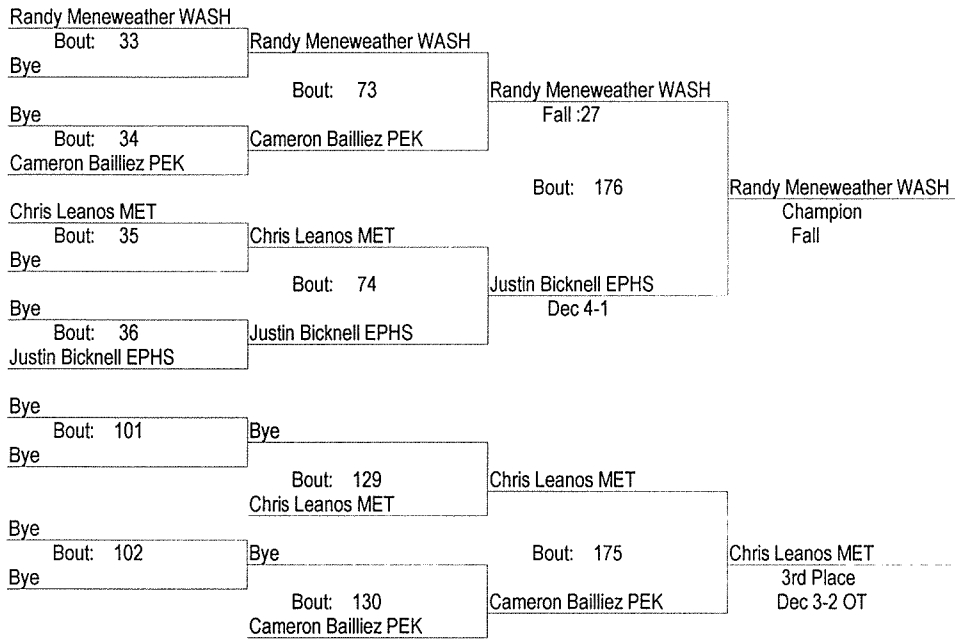 Randy Meneweather WASH
Bout: 33
Bye
Randy Meneweather WASH
Bout: 73
Bye
Bout: 34
Cameron Bailliez PEK
Cameron Bailliez PEK
Randy Meneweather WASH
Fall :27
Bout: 176
Randy Meneweather WASH
Champion
Fall
Chris Leanos MET
Bout: 35
Bye
Chris Leanos MET
Bout: 74
Bye
Bout: 36
Justin Bicknell EPHS
Justin Bicknell EPHS
Justin Bicknell EPHS
Dec 4-1
Bye
Bout: 101
Bye
Bye
Bout: 129
Chris Leanos MET
Chris Leanos MET
Bye
Bout: 102
Bye
Bye
Bout: 130
Cameron Bailliez PEK
Bout: 175
Cameron Bailliez PEK
Chris Leanos MET
3rd Place
Dec 3-2 OT